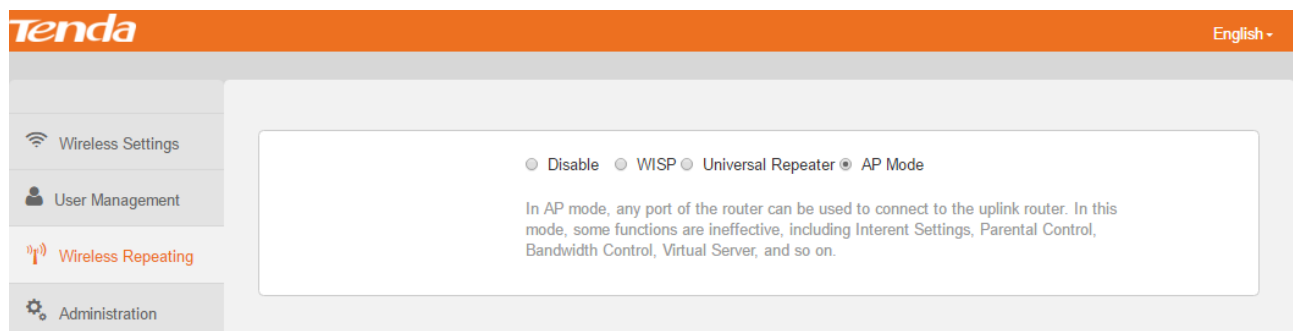 Tenda
English
Wireless Settings
User Management
Wireless Repeating
Administration
Disable WISP Universal Repeater AP Mode
In AP mode, any port of the router can be used to connect to the uplink router. In this
mode, some functions are ineffective, including Interent Settings, Parental Control,
Bandwidth Control, Virtual Server, and so on.